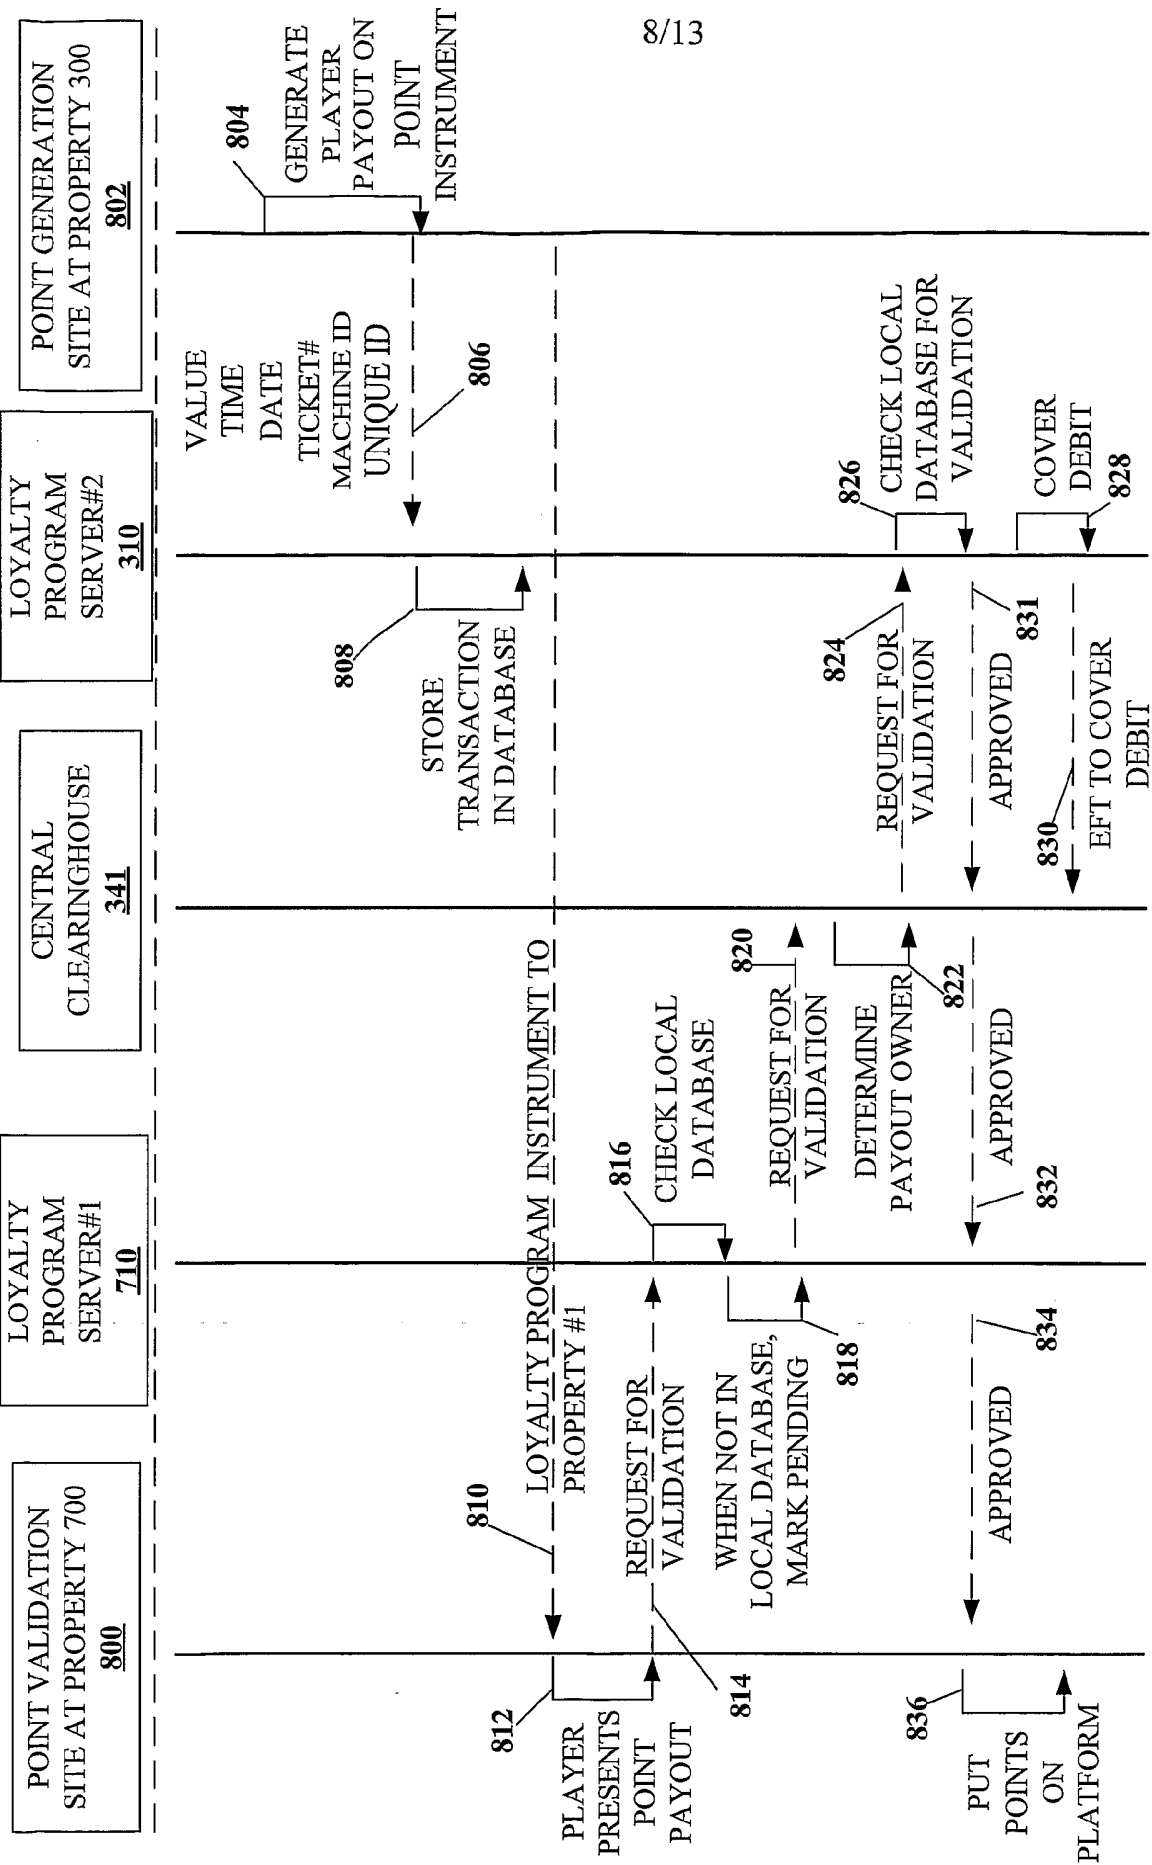 8/13
POINT VALIDATION
SITE AT PROPERTY 700
800
LOYALTY
PROGRAM
SERVER#1
710
CENTRAL
CLEARINGHOUSE
341
LOYALTY
PROGRAM
SERVER#2
310
POINT GENERATION
SITE AT PROPERTY 300
802
804
GENERATE
PLAYER
PAYOUT ON
POINT
INSTRUMENT
VALUE
TIME
DATE
TICKET#
MACHINE ID
UNIQUE ID
806
808
STORE
TRANSACTION
IN DATABASE
810
LOYALTY PROGRAM INSTRUMENT TO
PROPERTY #1
812
PLAYER
PRESENTS
POINT
PAYOUT
814
REQUEST FOR
VALIDATION
816
CHECK LOCAL
DATABASE
WHEN NOT IN
LOCAL DATABASE,
MARK PENDING
818
820
REQUEST FOR
VALIDATION
DETERMINE
PAYOUT OWNER
822
824
REQUEST FOR
VALIDATION
826
CHECK LOCAL
DATABASE FOR
VALIDATION
COVER
DEBIT
828
831
APPROVED
830
EFT TO COVER
DEBIT
832
APPROVED
834
APPROVED
836
PUT
POINTS
ON
PLATFORM